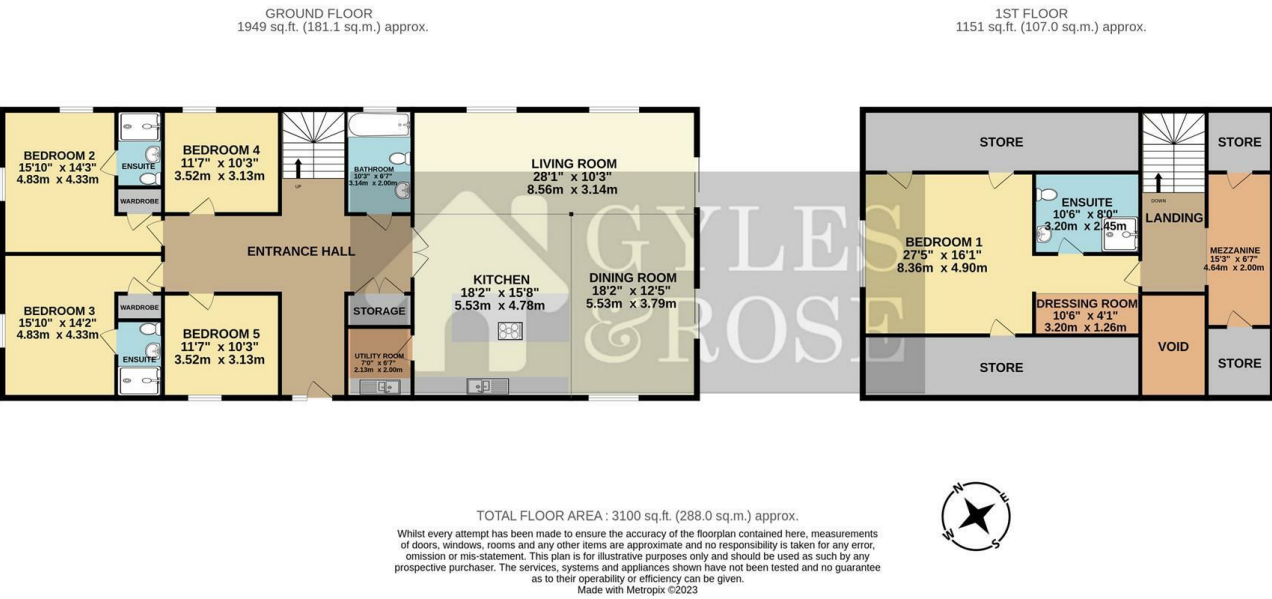 GROUND FLOOR
1949 sq.ft. (181.1 sq.m.) approx.
1ST FLOOR
1151 sq.ft. (107.0 sq.m.) approx.
BEDROOM 2
15'10" x 14'3"
4.83m x 4.33m
ENSUITE
WARDROBE
BEDROOM 4
11'7" x 10'3"
3.52m x 3.13m
UP
BATHROOM
10'3" x 6'7"
3.14m x 2.00m
LIVING ROOM
28'1" x 10'3"
8.56m x 3.14m
ENTRANCE HALL
KITCHEN
18'2" x 15'8"
5.53m x 4.78m
DINING ROOM
18'2" x 12'5"
5.53m x 3.79m
BEDROOM 3
15'10" x 14'2"
4.83m x 4.33m
WARDROBE
ENSUITE
BEDROOM 5
11'7" x 10'3"
3.52m x 3.13m
STORAGE
UTILITY ROOM
7'0" x 6'7"
2.13m x 2.00m
GYLES
&ROSE
STORE
STORE
BEDROOM 1
27'5" x 16'1"
8.36m x 4.90m
ENSUITE
10'6" x 8'0"
3.20m x 2.45m
DOWN
LANDING
MEZZANINE
15'3" x 6'7"
4.64m x 2.00m
DRESSING ROOM
10'6" x 4'1"
3.20m x 1.26m
VOID
STORE
STORE
N
E
S
W
TOTAL FLOOR AREA : 3100 sq.ft. (288.0 sq.m.) approx.
Whilst every attempt has been made to ensure the accuracy of the floorplan contained here, measurements
of doors, windows, rooms and any other items are approximate and no responsibility is taken for any error,
omission or mis-statement. This plan is for illustrative purposes only and should be used as such by any
prospective purchaser. The services, systems and appliances shown have not been tested and no guarantee
as to their operability or efficiency can be given.
Made with Metropix ©2023